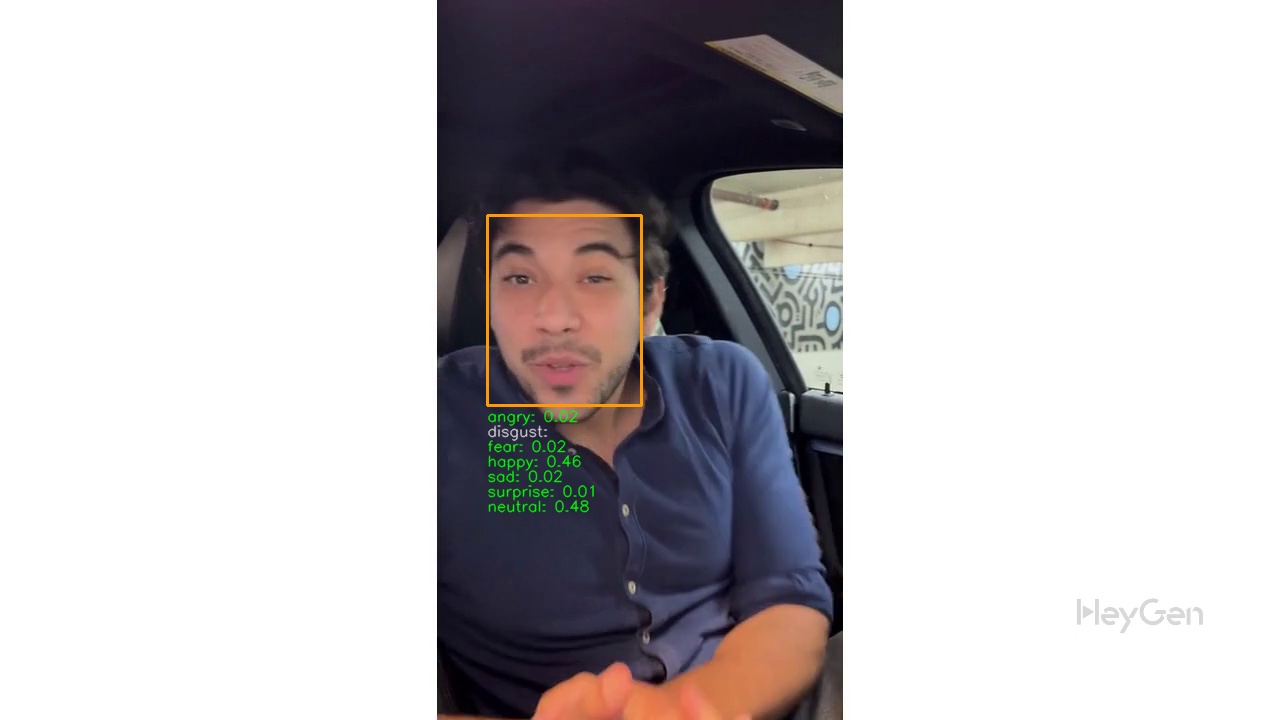 angry: 0.02
disgust:
fear: 0.02
happy: 0.46
sad: 0.02
surprise: 0.01
neutral: 0.48
HeyGen